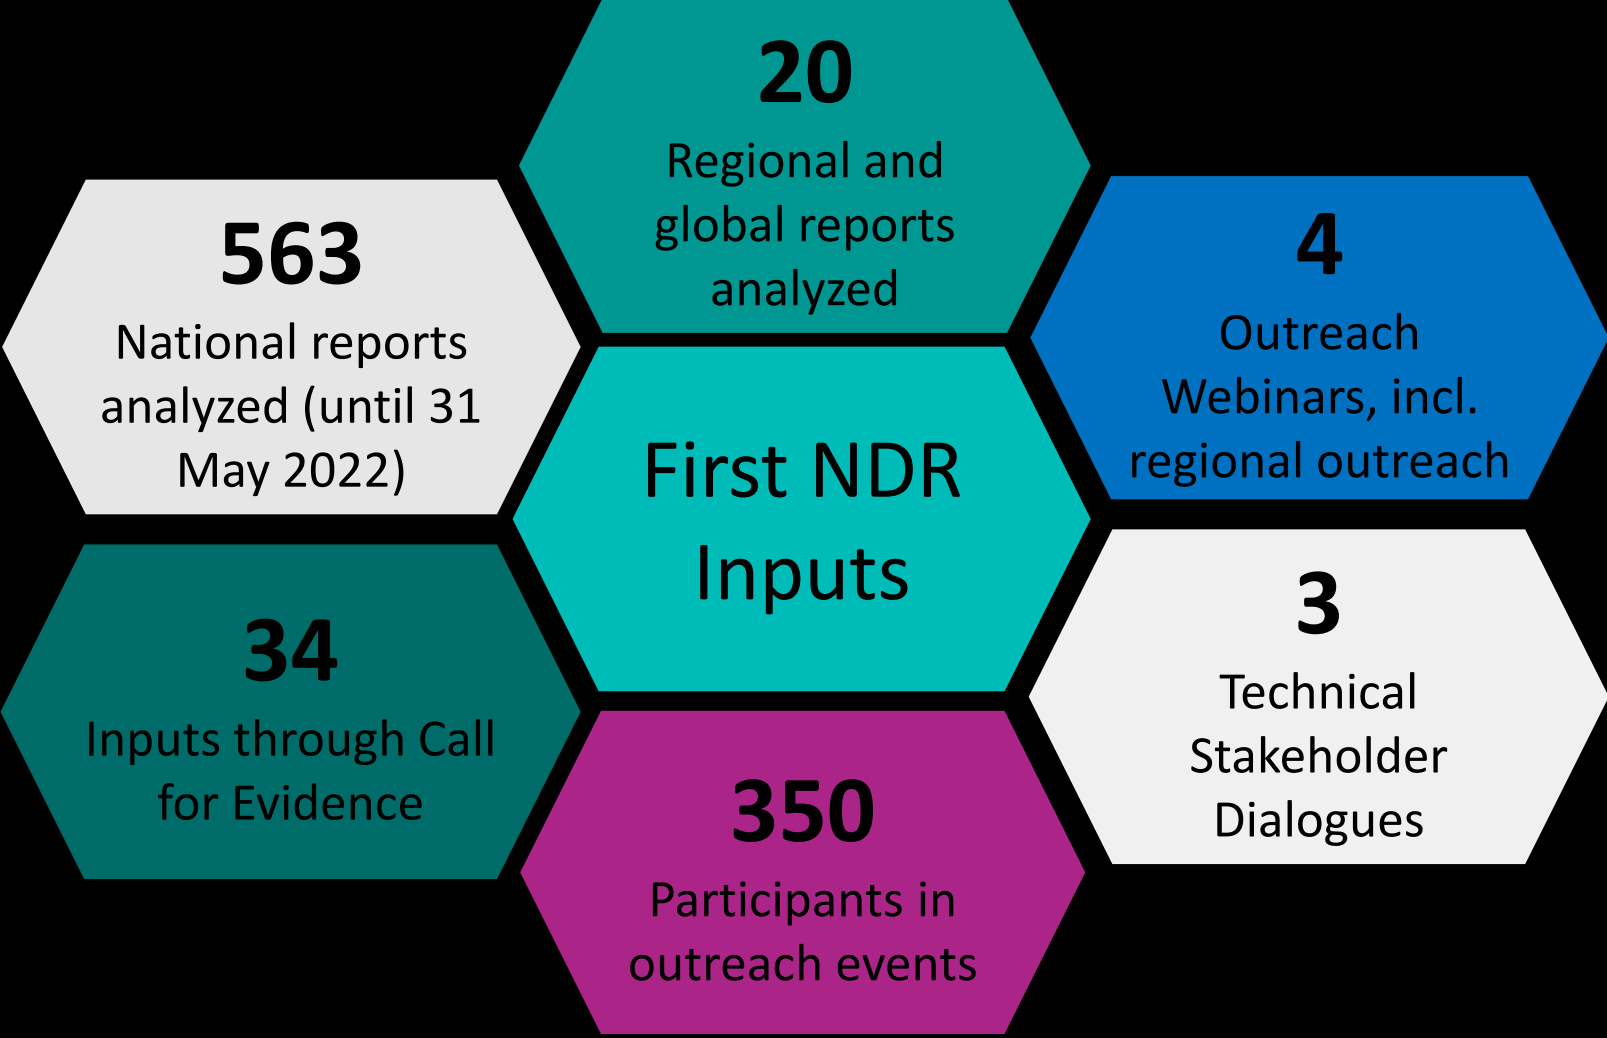 20
Regional and
global reports
analyzed
563
National reports
analyzed (until 31
May 2022)
4
Outreach
Webinars, incl.
regional outreach
First NDR
Inputs
34
Inputs through Call
for Evidence
3
Technical
Stakeholder
Dialogues
350
Participants in
outreach events